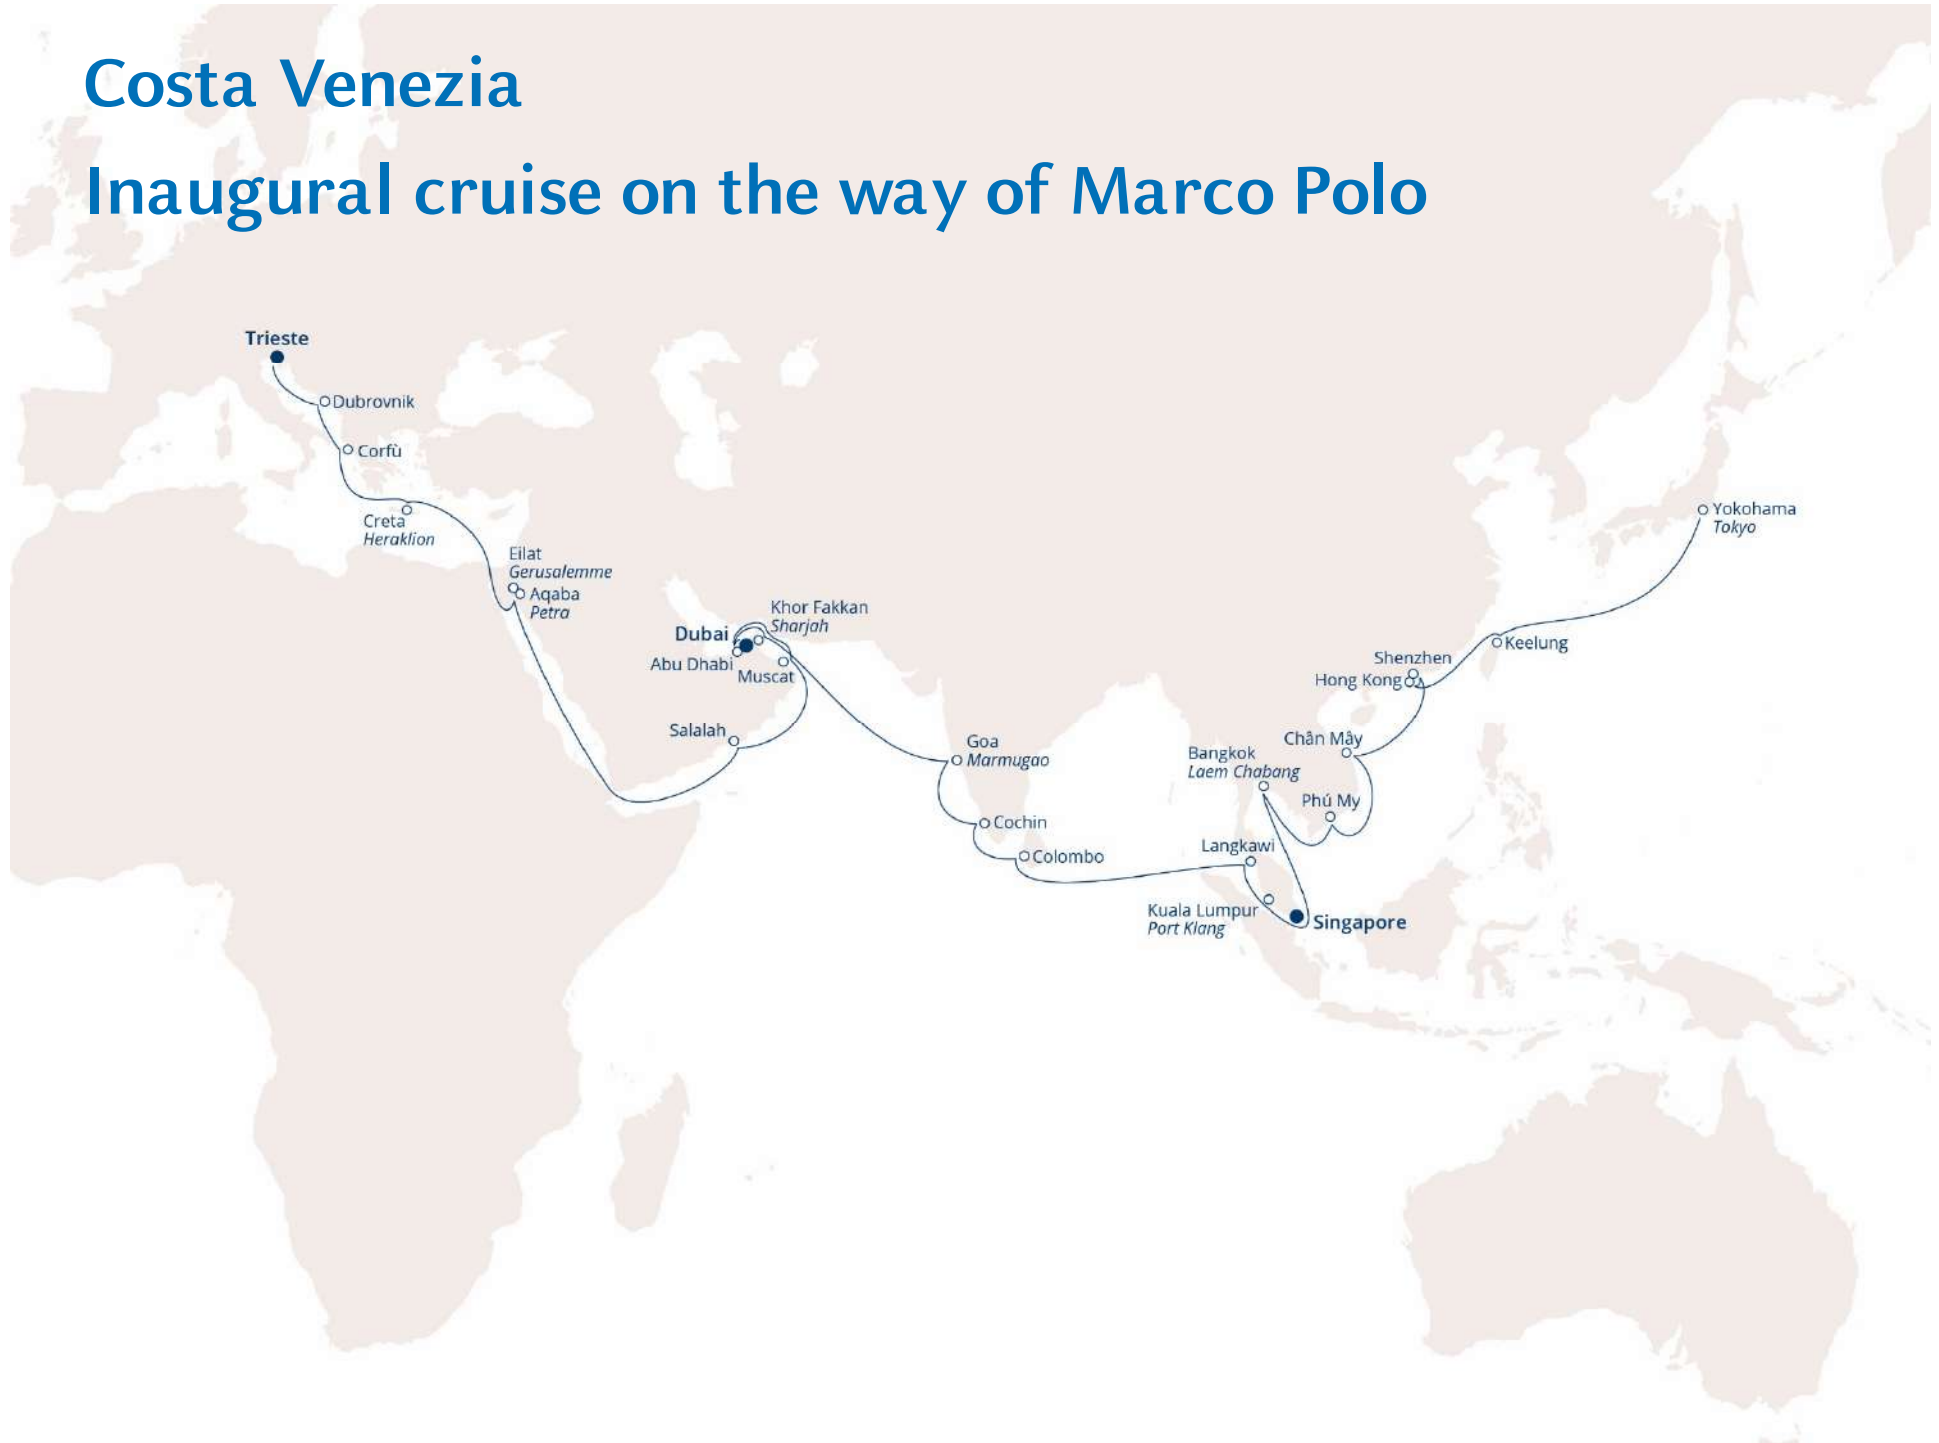 Costa Venezia
Inaugural cruise on the way of Marco Polo
Trieste
Dubrovnik
Corfù
Creta
Heraklion
Eilat
Gerusalemme
Aqaba
Petra
Khor Fakkan
Sharjah
Dubai
Abu Dhabi
Muscat
Salalah
Goa
Marmugao
Cochin
Colombo
Langkawi
Kuala Lumpur
Port Klang
Singapore
Bangkok
Laem Chabang
Phú My
Chân Mây
Hong Kong
Shenzhen
Keelung
Yokohama
Tokyo